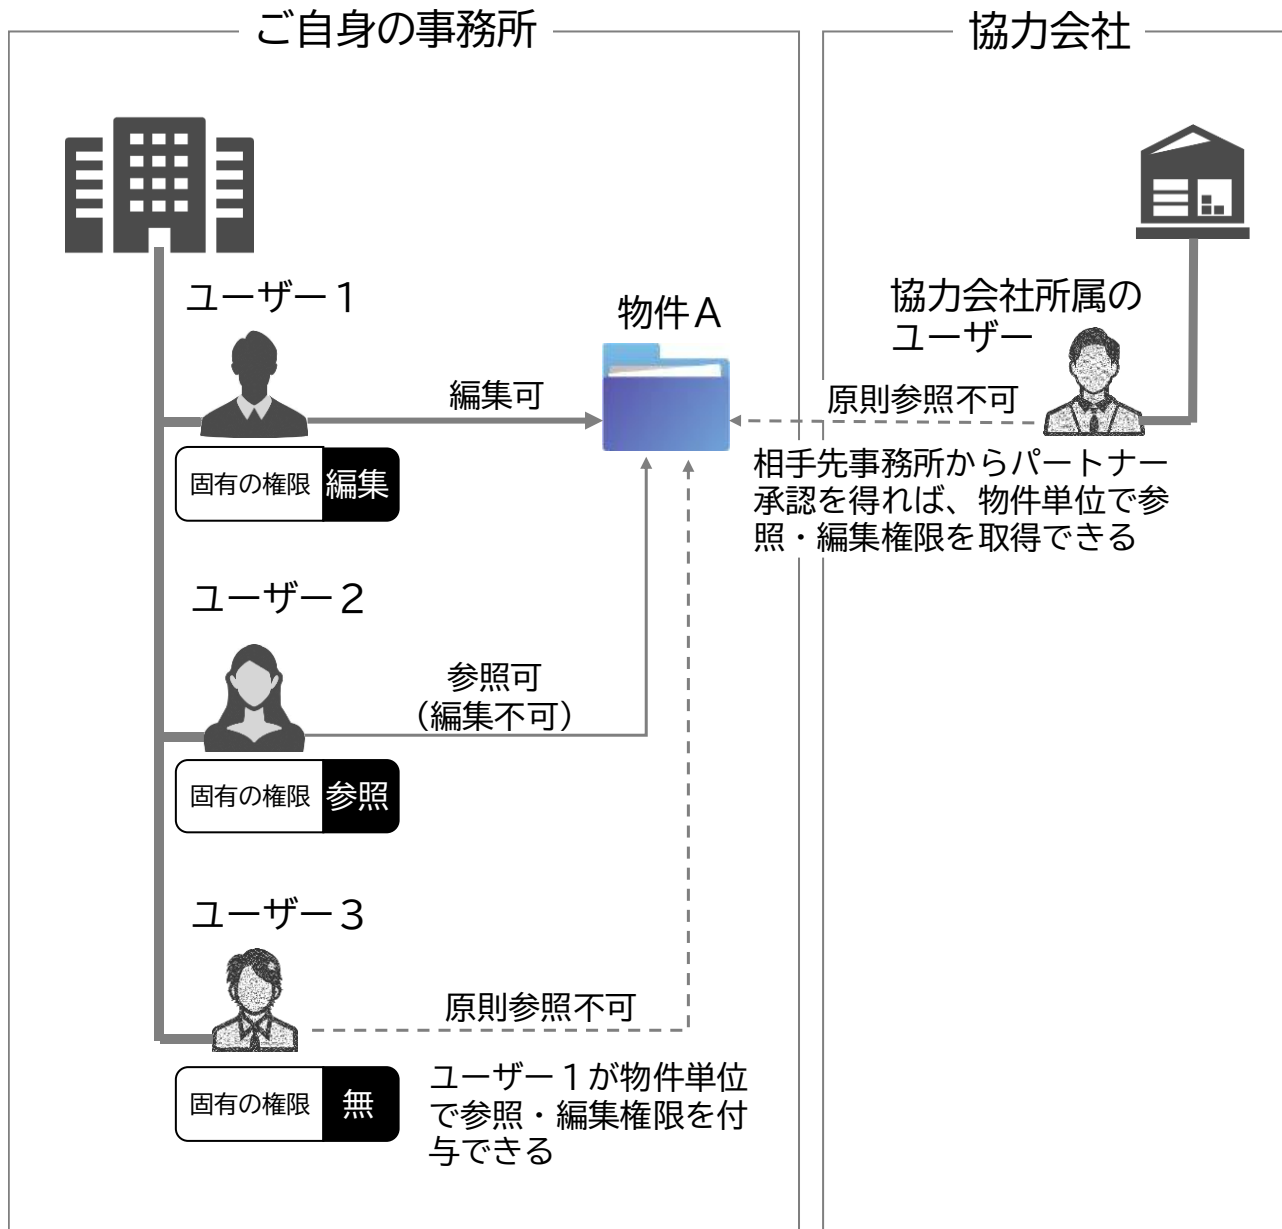 ご自身の事務所
協力会社
ユーザー１
物件Ａ
編集可
固有の権限 編集
協力会社所属の
ユーザー
原則参照不可
相手先事務所からパートナー
承認を得れば、物件単位で参
照・編集権限を取得できる
ユーザー２
参照可
（編集不可）
固有の権限 参照
ユーザー３
原則参照不可
固有の権限 無
ユーザー１が物件単位
で参照・編集権限を付
与できる